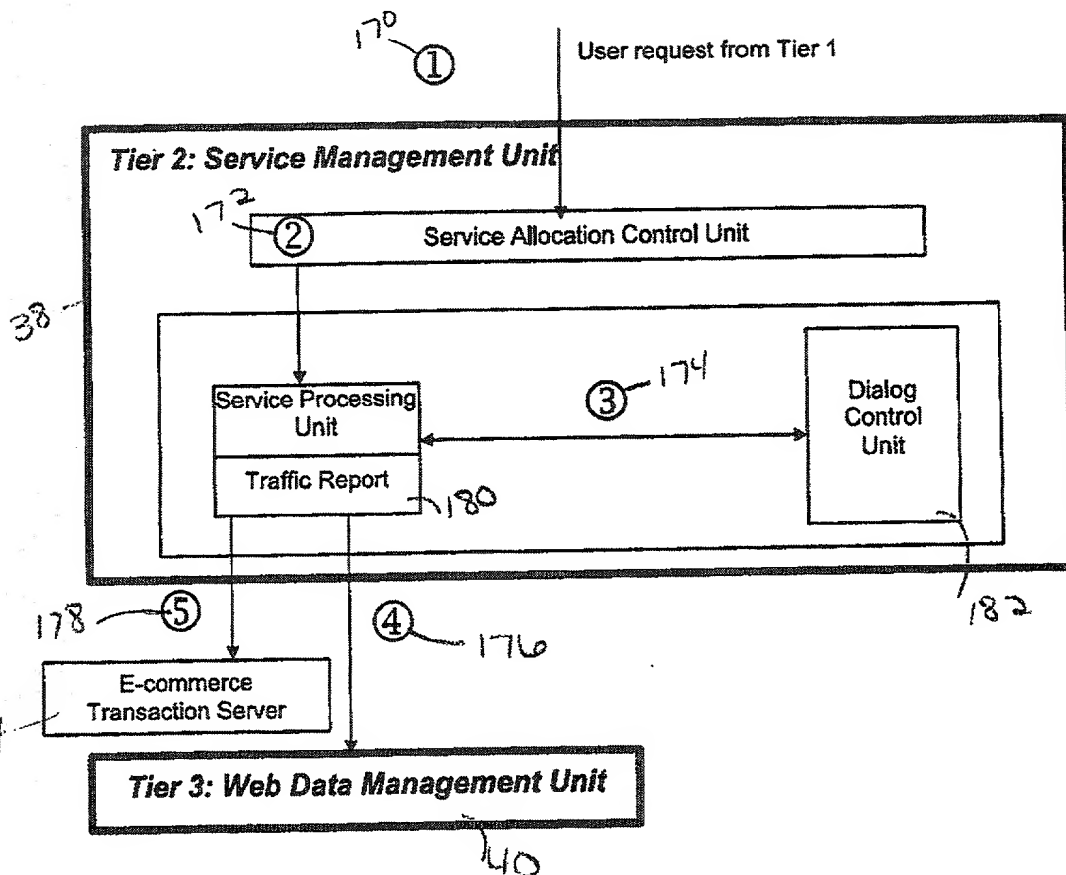 170
①
User request from Tier 1
Tier 2: Service Management Unit
172
②
Service Allocation Control Unit
38
Service Processing
Unit
Traffic Report
180
③
174
Dialog
Control
Unit
182
178
⑤
④
176
E-commerce
Transaction Server
Tier 3: Web Data Management Unit
40